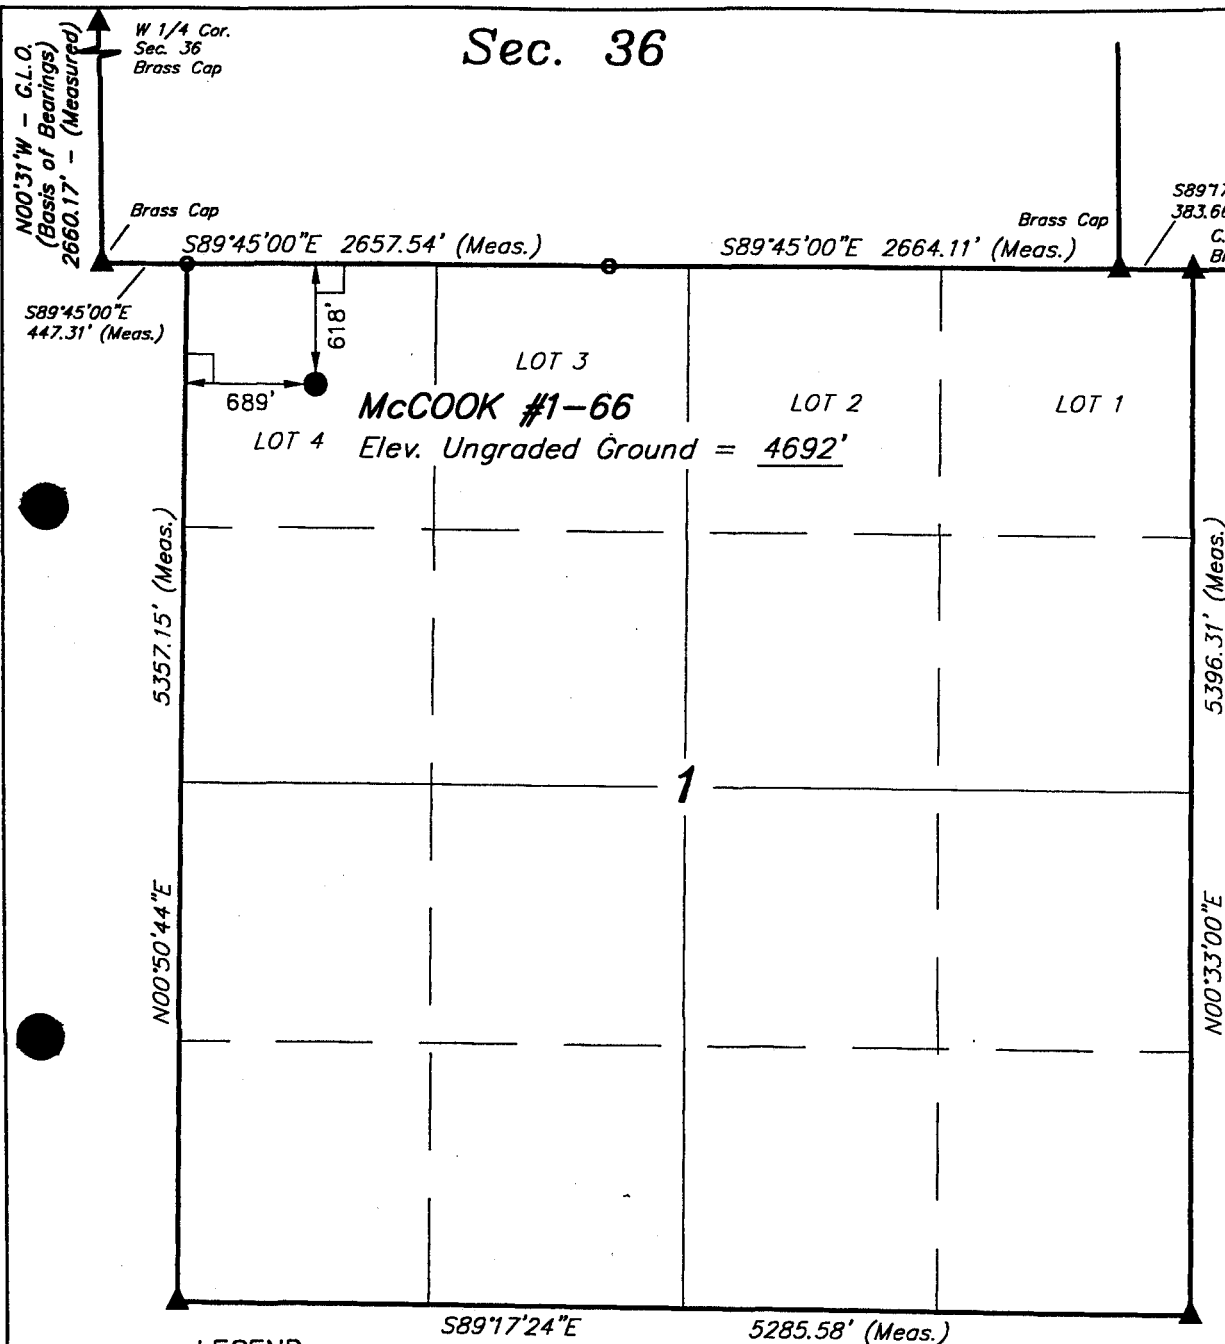 Sec. 36
W 1/4 Cor.
Sec. 36
Brass Cap
N00°31'W - G.L.O.
(Basis of Bearings)
2660.17' - (Measured)
Brass Cap
S89°45'00"E 2657.54' (Meas.)
S89°45'00"E 2664.11' (Meas.)
Brass Cap
383.66
S89°45'00"E
447.31' (Meas.)
618'
689'
LOT 3
LOT 2
LOT 1
McCOOK #1-66
LOT 4
Elev. Ungraded Ground = 4692'
5357.15' (Meas.)
5396.31' (Meas.)
1
N00°50'44"E
N00°33'00"E
S89°17'24"E 5285.58' (Meas.)
LEGEND